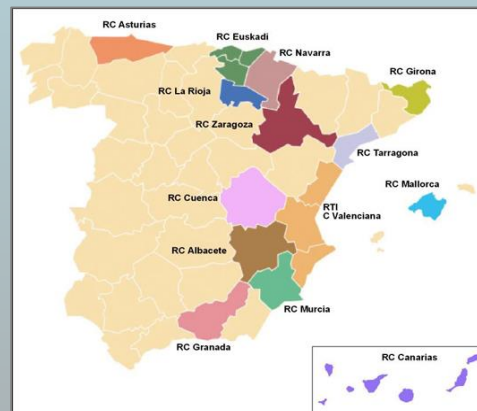 RC Asturias
RC Euskadi
RC Navarra
RC Girona
RC La Rioja
RC Zaragoza
RC Tarragona
RC Mallorca
RC Cuenca
RTI
C Valenciana
RC Albacete
RC Murcia
RC Granada
RC Canarias